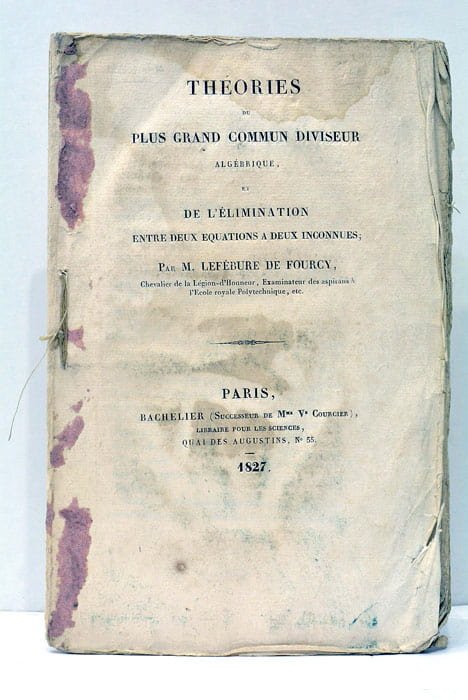 THÉORIES
DU
PLUS GRAND COMMUN DIVISEUR
ALGÉBRIQUE,
ET
DE L'ÉLIMINATION
ENTRE DEUX EQUATIONS A DEUX INCONNUES;
PAR M. LEFÉBURE DE FOURCY,
Chevalier de la Légion-d'Honneur, Examinateur des aspirans à
l'Ecole royale Polytechnique, etc.
PARIS,
BACHELIER (SUCCESSEUR DE Mme Ve COURCIER),
LIBRAIRE POUR LES SCIENCES,
QUAI DES AUGUSTINS, No 55.
1827.